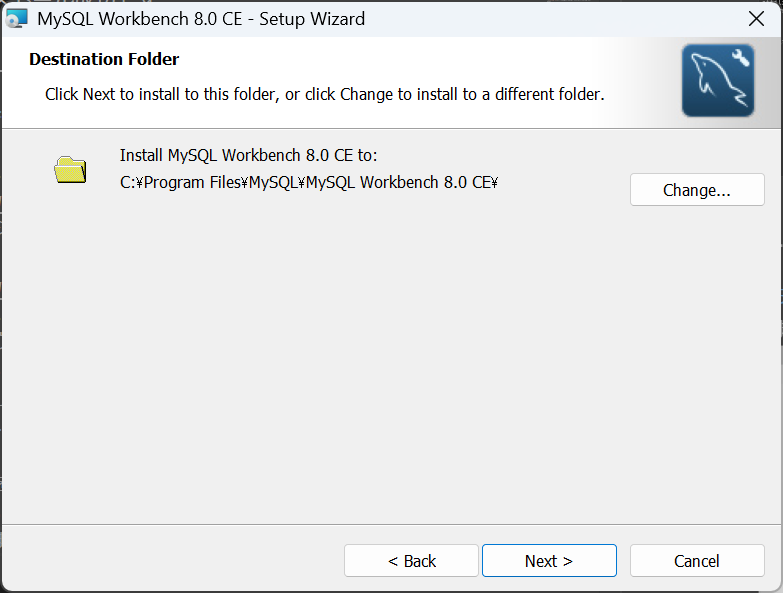 MySQL Workbench 8.0 CE - Setup Wizard
Destination Folder
Click Next to install to this folder, or click Change to install to a different folder.
Install MySQL Workbench 8.0 CE to:
C:¥Program Files¥MySQL¥MySQL Workbench 8.0 CE¥
Change...
< Back
Next >
Cancel